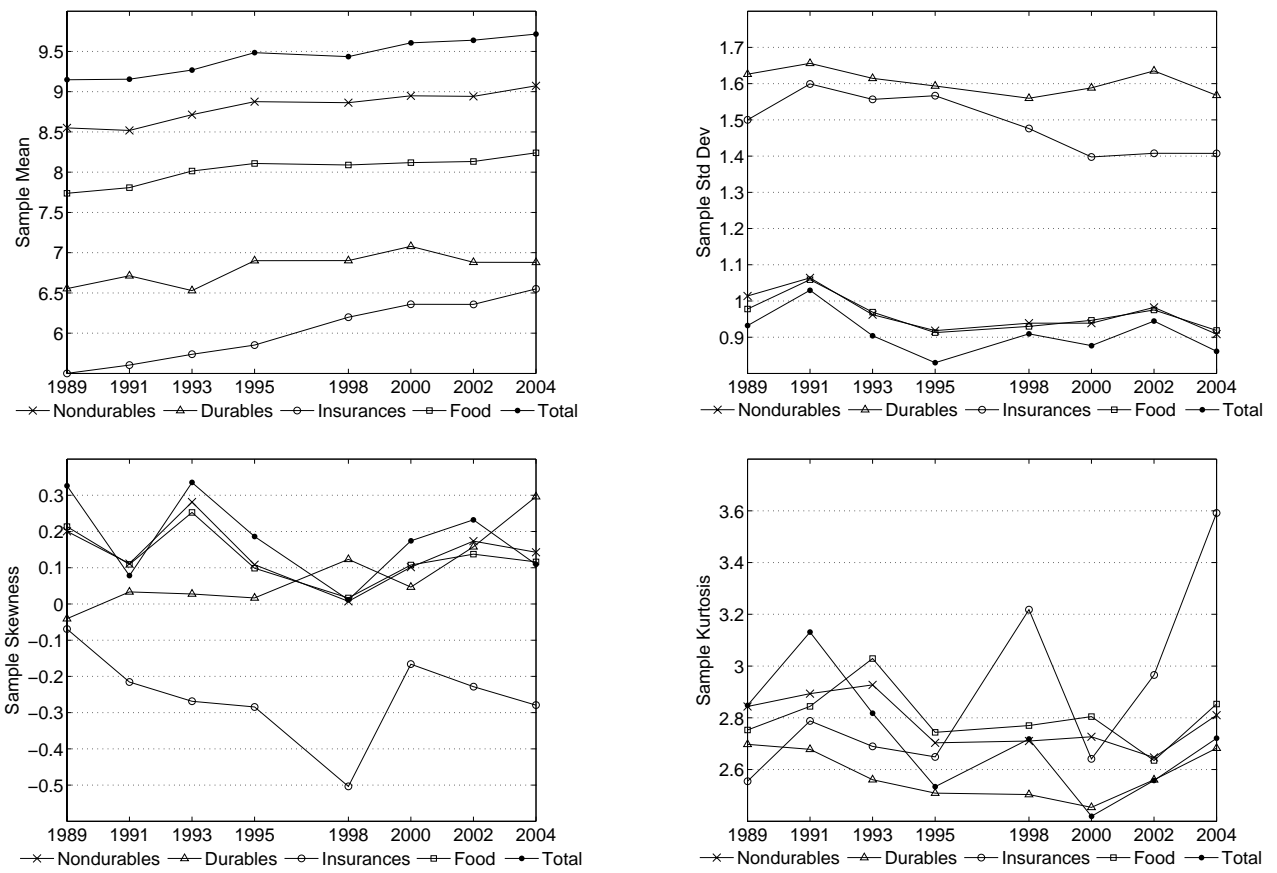 Sample Mean
9.5
9
8.5
8
7.5
7
6.5
6
1989 1991 1993 1995 1998 2000 2002 2004
Nondurables Durables Insurances Food Total
Sample Std Dev
1.7
1.6
1.5
1.4
1.3
1.2
1.1
1
0.9
1989 1991 1993 1995 1998 2000 2002 2004
Nondurables Durables Insurances Food Total
Sample Skewness
0.3
0.2
0.1
0
−0.1
−0.2
−0.3
−0.4
−0.5
1989 1991 1993 1995 1998 2000 2002 2004
Nondurables Durables Insurances Food Total
Sample Kurtosis
3.6
3.4
3.2
3
2.8
2.6
1989 1991 1993 1995 1998 2000 2002 2004
Nondurables Durables Insurances Food Total